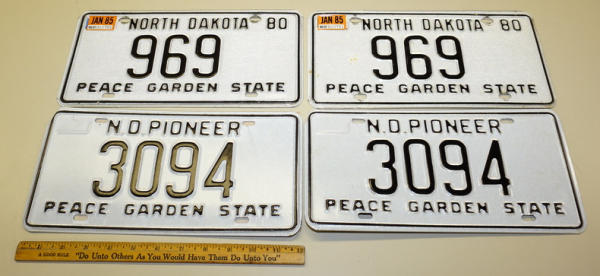 JAN 85 NORTH DAKOTA 80
969
PEACE GARDEN STATE
JAN 85 NORTH DAKOTA 80
969
PEACE GARDEN STATE
N.D. PIONEER
3094
PEACE GARDEN STATE
N.D. PIONEER
3094
PEACE GARDEN STATE
A GOOD RULE "Do Unto Others As You Would Have Them Do Unto You"